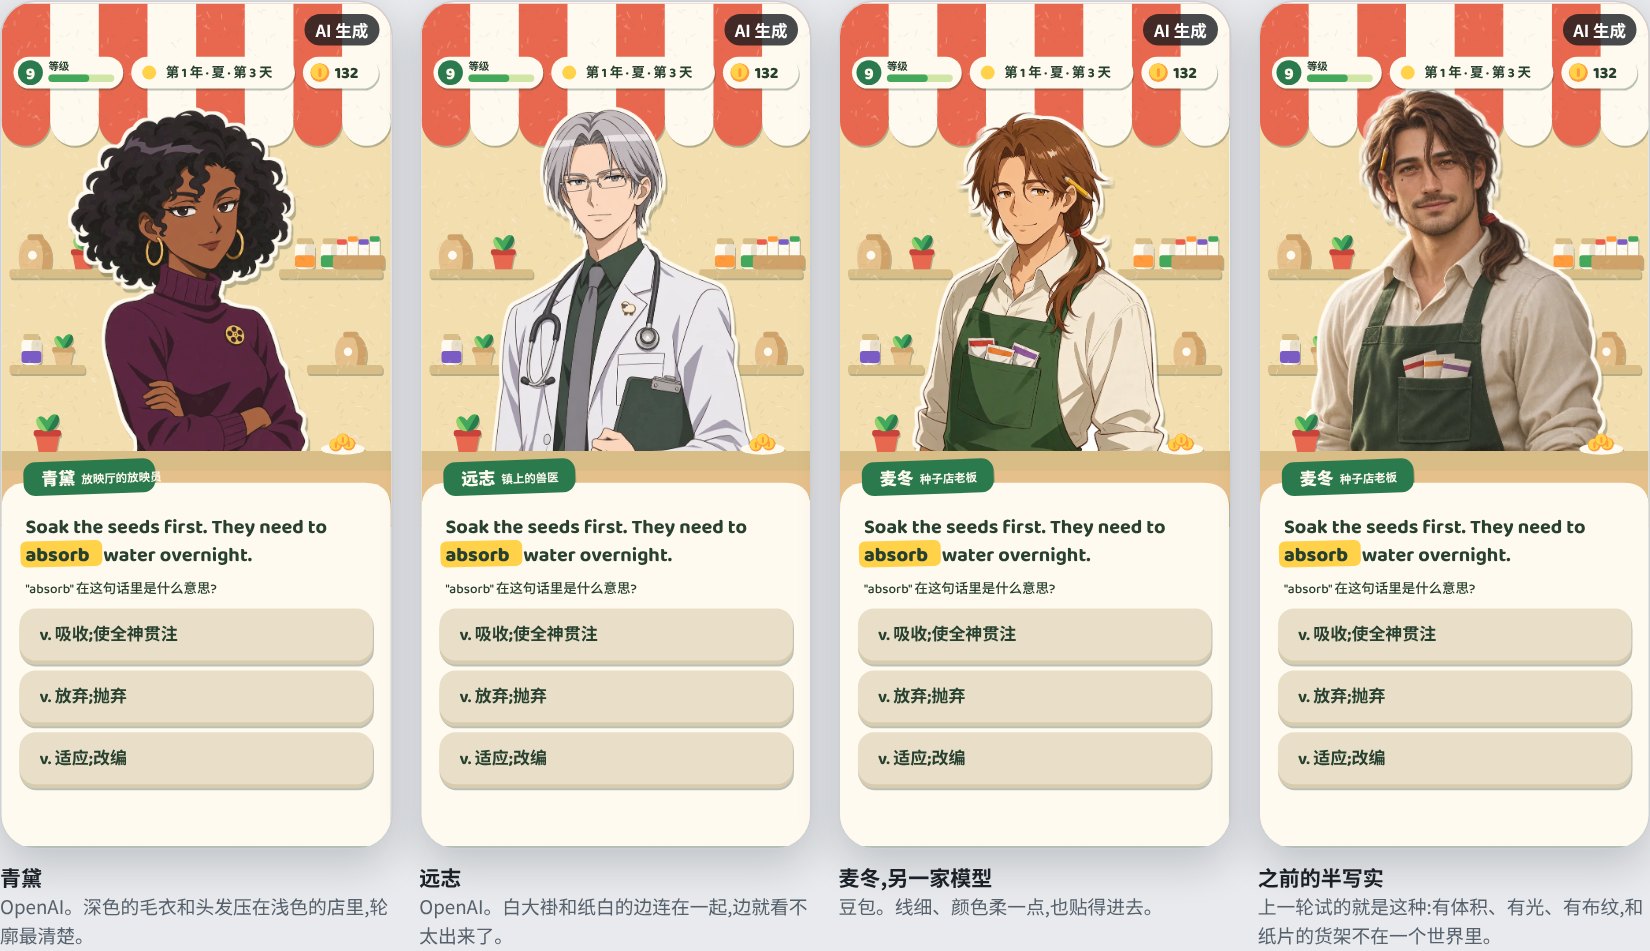 AI 生成
9 等级
第1年·夏·第3天
132
青黛 放映厅的放映员
Soak the seeds first. They need to
absorb water overnight.
"absorb" 在这句话里是什么意思?
v. 吸收;使全神贯注
v. 放弃;抛弃
v. 适应;改编
青黛
OpenAI。深色的毛衣和头发压在浅色的店里,轮
廓最清楚。
AI 生成
9 等级
第1年·夏·第3天
132
远志 镇上的兽医
Soak the seeds first. They need to
absorb water overnight.
"absorb" 在这句话里是什么意思?
v. 吸收;使全神贯注
v. 放弃;抛弃
v. 适应;改编
远志
OpenAI。白大褂和纸白的边连在一起,边就看不
太出来了。
AI 生成
9 等级
第1年·夏·第3天
132
麦冬 种子店老板
Soak the seeds first. They need to
absorb water overnight.
"absorb" 在这句话里是什么意思?
v. 吸收;使全神贯注
v. 放弃;抛弃
v. 适应;改编
麦冬,另一家模型
豆包。线细、颜色柔一点,也贴得进去。
AI 生成
9 等级
第1年·夏·第3天
132
麦冬 种子店老板
Soak the seeds first. They need to
absorb water overnight.
"absorb" 在这句话里是什么意思?
v. 吸收;使全神贯注
v. 放弃;抛弃
v. 适应;改编
之前的半写实
上一轮试的就是这种:有体积、有光、有布纹,和
纸片的货架不在一个世界里。